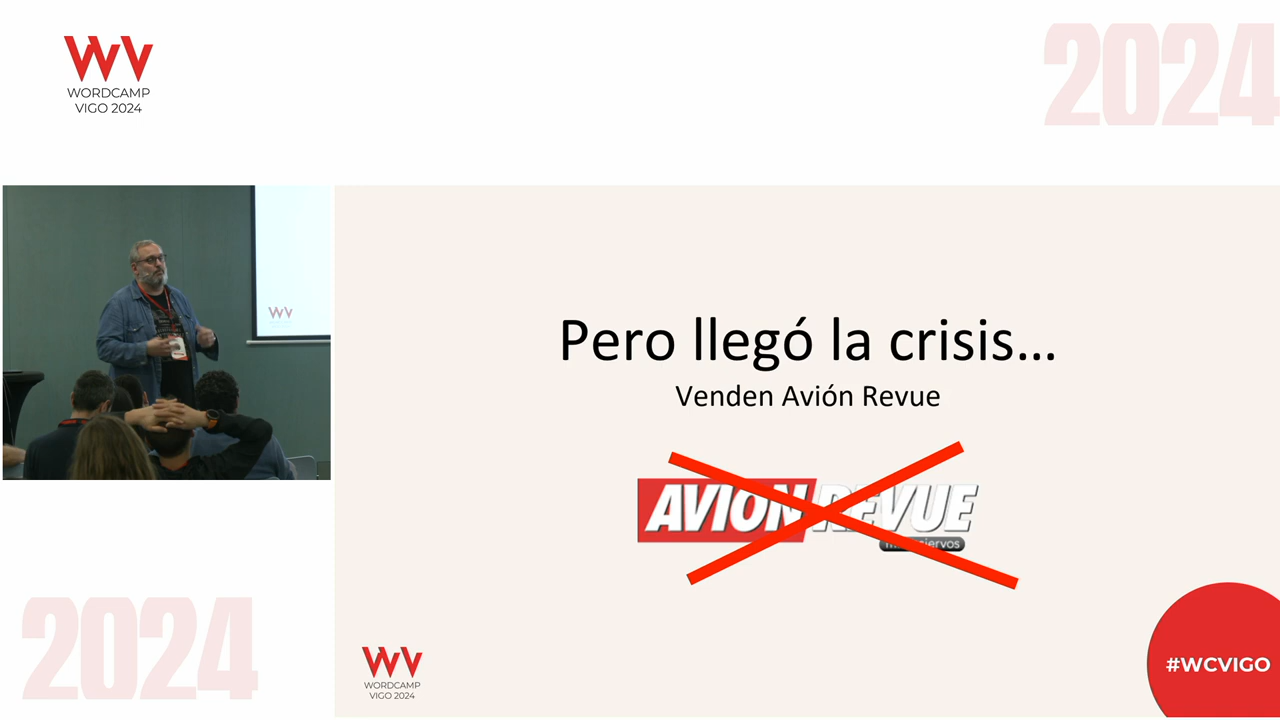 WORDCAMP
VIGO 2024
2024
Pero llegó la crisis...
Venden Avión Revue
AVION REVUE
2024
WORDCAMP
VIGO 2024
#WCVIGO